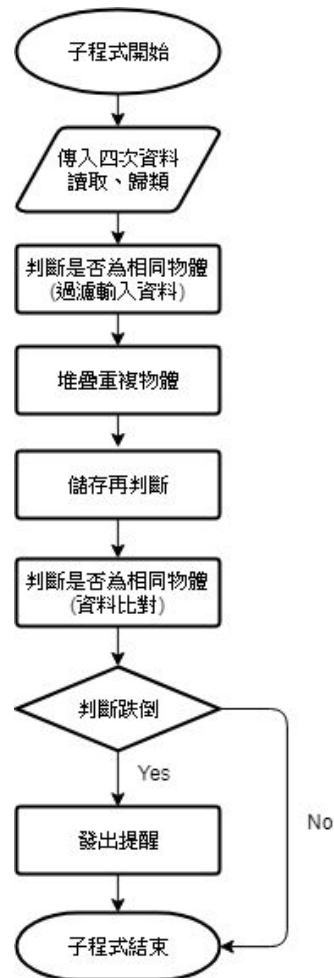 子程式開始
傳入四次資料
讀取、歸類
判斷是否為相同物體
(過濾輸入資料)
堆疊重複物體
儲存再判斷
判斷是否為相同物體
(資料比對)
判斷跌倒
Yes
No
發出提醒
子程式結束